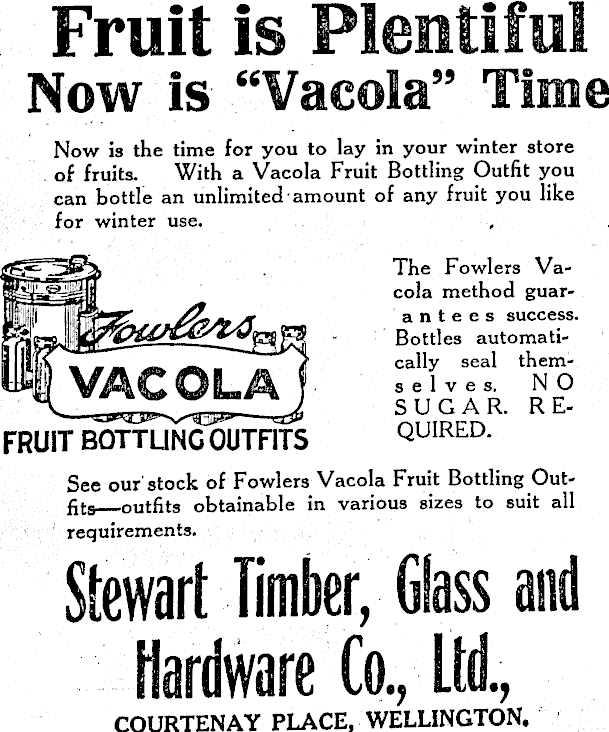 Fruit is Plentiful
Now is "Vacola" Time
Now is the time for you to lay in your winter store
of fruits. With a Vacola Fruit Bottling Outfit you
can bottle an unlimited amount of any fruit you like
for winter use.
Fowlers
VACOLA
FRUIT BOTTLING OUTFITS
The Fowlers Va-
cola method guar-
antees success.
Bottles automati-
cally seal them-
selves. NO
SUGAR. RE-
QUIRED.
See our stock of Fowlers Vacola Fruit Bottling Out-
fits—outfits obtainable in various sizes to suit all
requirements.
Stewart Timber, Glass and
Hardware Co., Ltd.,
COURTENAY PLACE, WELLINGTON.